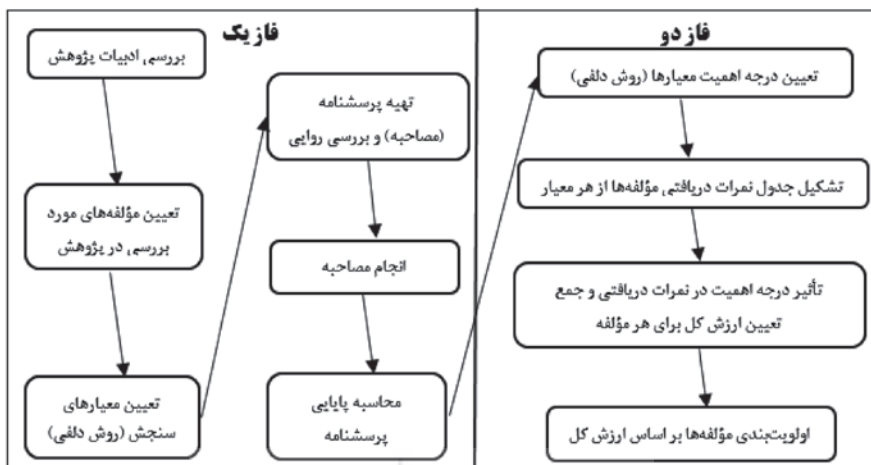 فاز یک
بررسی ادبیات پژوهش
تعیین مؤلفه‌های مورد
بررسی در پژوهش
تعیین معیارهای
سنجش (روش دلفی)
تهیه پرسشنامه
(مصاحبه) و بررسی روایی
انجام مصاحبه
محاسبه پایایی
پرسشنامه
فاز دو
تعیین درجه اهمیت معیارها (روش دلفی)
تشکیل جدول نمرات دریافتی مؤلفه‌ها از هر معیار
تأثیر درجه اهمیت در نمرات دریافتی و جمع
تعیین ارزش کل برای هر مؤلفه
اولویت‌بندی مؤلفه‌ها بر اساس ارزش کل